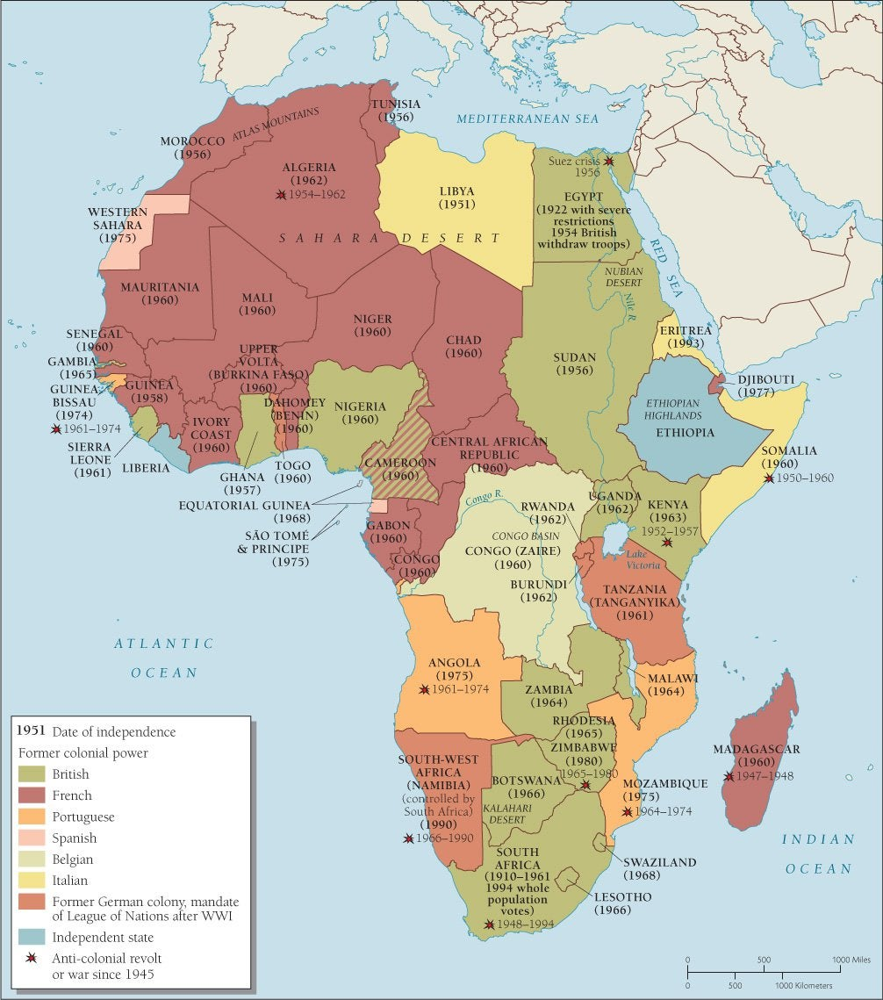 MEDITERRANEAN SEA
TUNISIA
(1956)
ATLAS MOUNTAINS
MOROCCO
(1956)
ALGERIA
(1962)
1954–1962
LIBYA
(1951)
Suez crisis
1956
EGYPT
(1922 with severe
restrictions
1954 British
withdraw troops)
WESTERN
SAHARA
(1975)
SAHARA DESERT
RED SEA
NUBIAN
DESERT
Nile R.
MAURITANIA
(1960)
MALI
(1960)
NIGER
(1960)
CHAD
(1960)
SUDAN
(1956)
ERITREA
(1993)
DJIBOUTI
(1977)
SENEGAL
(1960)
GAMBIA
(1965)
GUINEA-
BISSAU
(1974)
1961–1974
GUINEA
(1958)
UPPER
VOLTA
(BURKINA FASO)
(1960)
DAHOMEY
(BENIN)
(1960)
NIGERIA
(1960)
IVORY
COAST
(1960)
SIERRA
LEONE
(1961)
LIBERIA
GHANA
(1957)
TOGO
(1960)
CAMEROON
(1960)
CENTRAL AFRICAN
REPUBLIC
(1960)
ETHIOPIAN
HIGHLANDS
ETHIOPIA
SOMALIA
(1960)
1950–1960
EQUATORIAL GUINEA
(1968)
SÃO TOMÉ
& PRINCIPE
(1975)
GABON
(1960)
CONGO
(1960)
Congo R.
RWANDA
(1962)
CONGO BASIN
CONGO (ZAIRE)
(1960)
BURUNDI
(1962)
UGANDA
(1962)
KENYA
(1963)
1952–1957
Lake
Victoria
TANZANIA
(TANGANYIKA)
(1961)
ATLANTIC
OCEAN
ANGOLA
(1975)
1961–1974
ZAMBIA
(1964)
MALAWI
(1964)
RHODESIA
(1965)
ZIMBABWE
(1980)
1965–1980
MOZAMBIQUE
(1975)
1964–1974
MADAGASCAR
(1960)
1947–1948
SOUTH-WEST
AFRICA
(NAMIBIA)
(controlled by
South Africa)
(1990)
1966–1990
BOTSWANA
(1966)
KALAHARI
DESERT
SOUTH
AFRICA
(1910–1961
1994 whole
population
votes)
1948–1994
SWAZILAND
(1968)
LESOTHO
(1966)
INDIAN
OCEAN
1951 Date of independence
Former colonial power
British
French
Portuguese
Spanish
Belgian
Italian
Former German colony, mandate
of League of Nations after WWI
Independent state
Anti-colonial revolt
or war since 1945
0 500 1000 Miles
0 500 1000 Kilometers